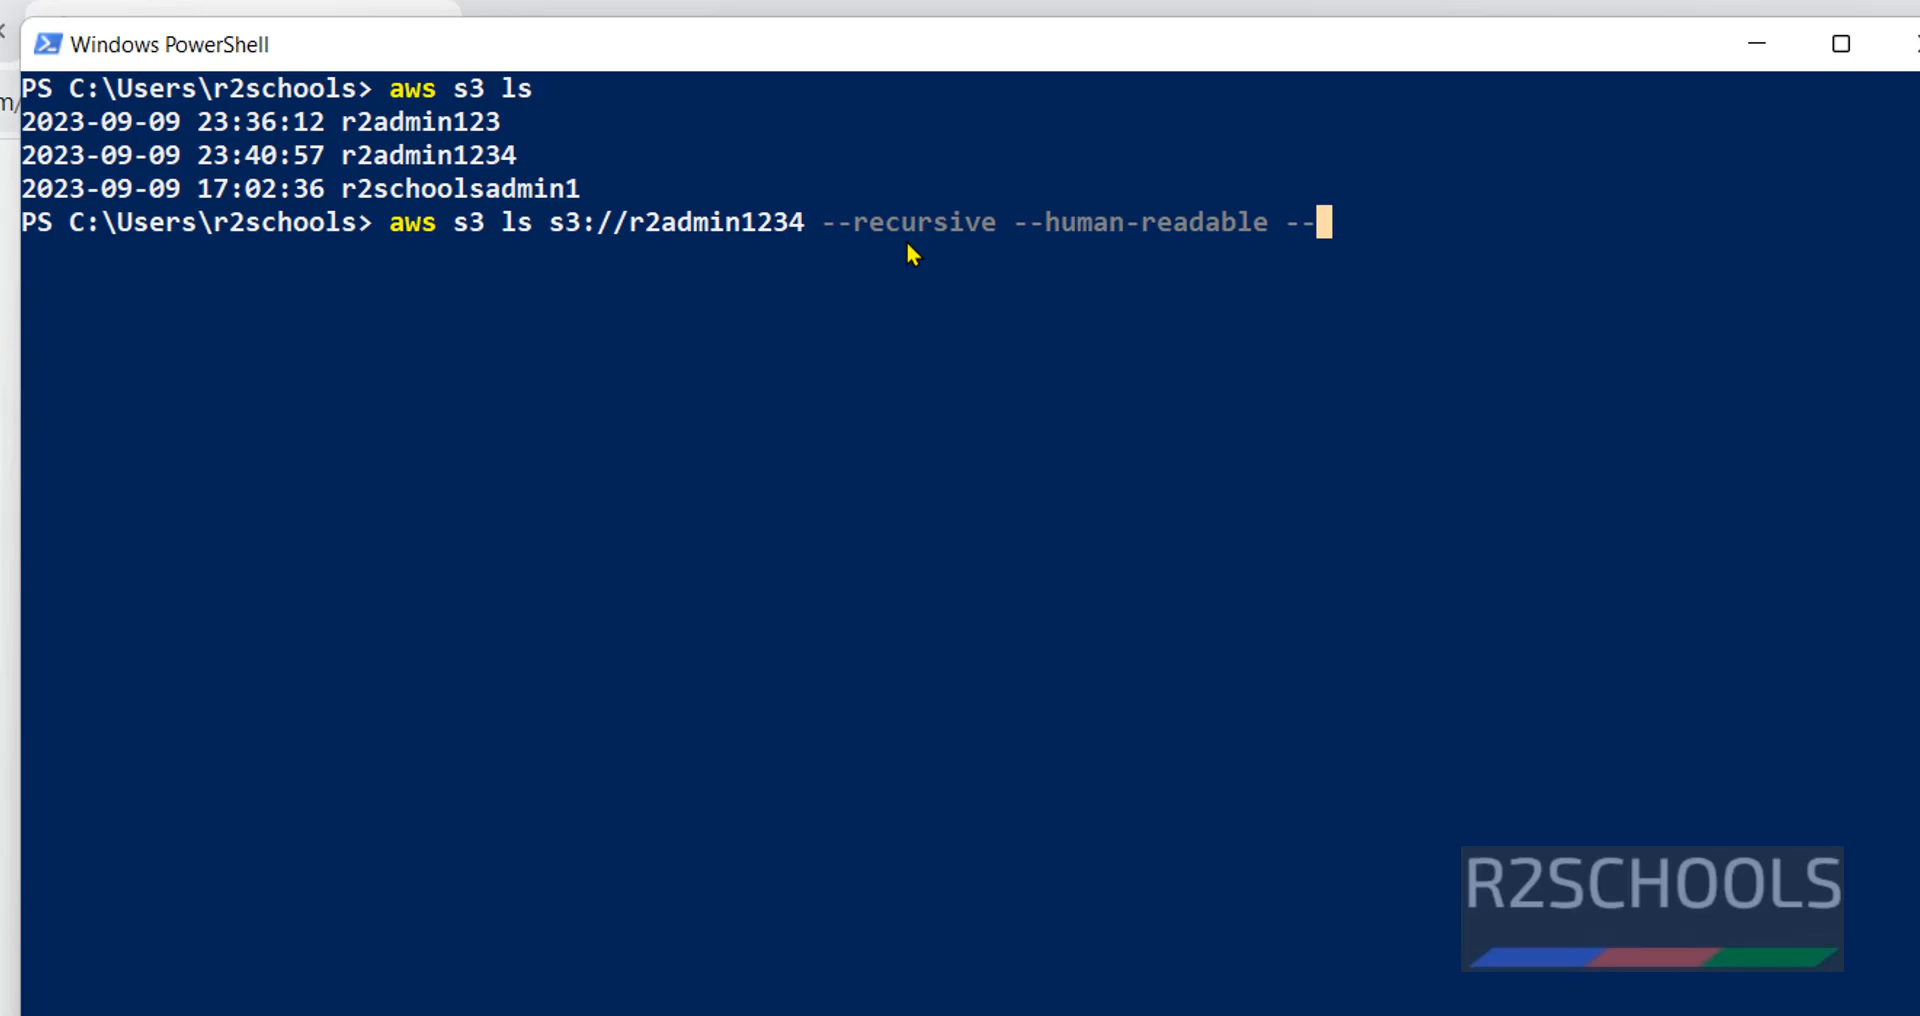 Windows PowerShell
PS C:\Users\r2schools> aws s3 ls
2023-09-09 23:36:12 r2admin123
2023-09-09 23:40:57 r2admin1234
2023-09-09 17:02:36 r2schoolsadmin1
PS C:\Users\r2schools> aws s3 ls s3://r2admin1234 --recursive --human-readable --
m/
R2SCHOOLS